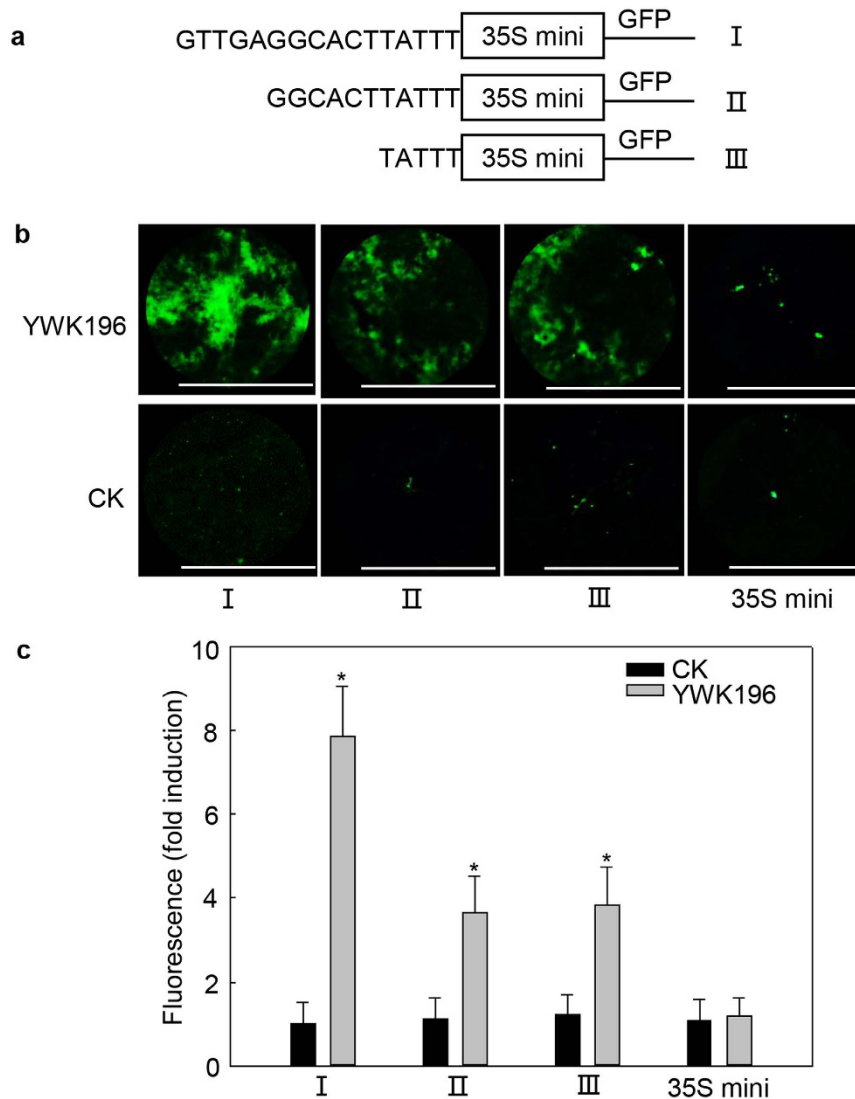 a
GTTGAGGCACTTATTT 35S mini GFP Ⅰ
GGCACTTATTT 35S mini GFP Ⅱ
TATTT 35S mini GFP Ⅲ
b
YWK196
CK
Ⅰ Ⅱ Ⅲ 35S mini
c
Fluorescence (fold induction)
10
8
6
4
2
0
CK
YWK196
*
*
*
Ⅰ Ⅱ Ⅲ 35S mini